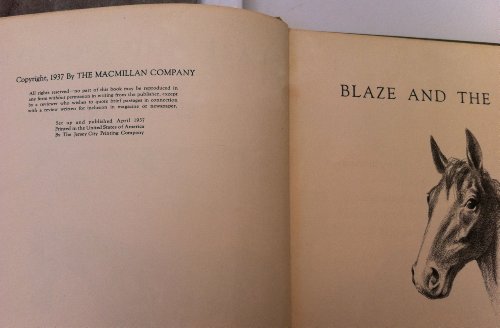 Copyright, 1937 By THE MACMILLAN COMPANY
All rights reserved—no part of this book may be reproduced in
any form without permission in writing from the publisher, except
by a reviewer who wishes to quote brief passages in connection
with a review written for inclusion in magazine or newspaper.
Set up and published April 1937
Printed in the United States of America
By The Jersey City Printing Company
BLAZE AND THE